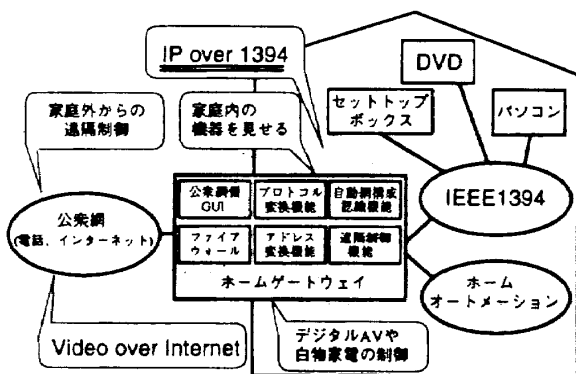 IP over 1394
DVD
家庭外からの
遠隔制御
家庭内の
機器を見せる
セットトップ
ボックス
パソコン
公衆網側
GUI
プロトコル
変換機能
自動網構成
認識機能
IEEE1394
公衆網
(電話、インターネット)
ファイア
ウォール
アドレス
変換機能
遠隔制御
機能
ホームゲートウェイ
ホーム
オートメーション
Video over Internet
デジタルAVや
白物家電の制御